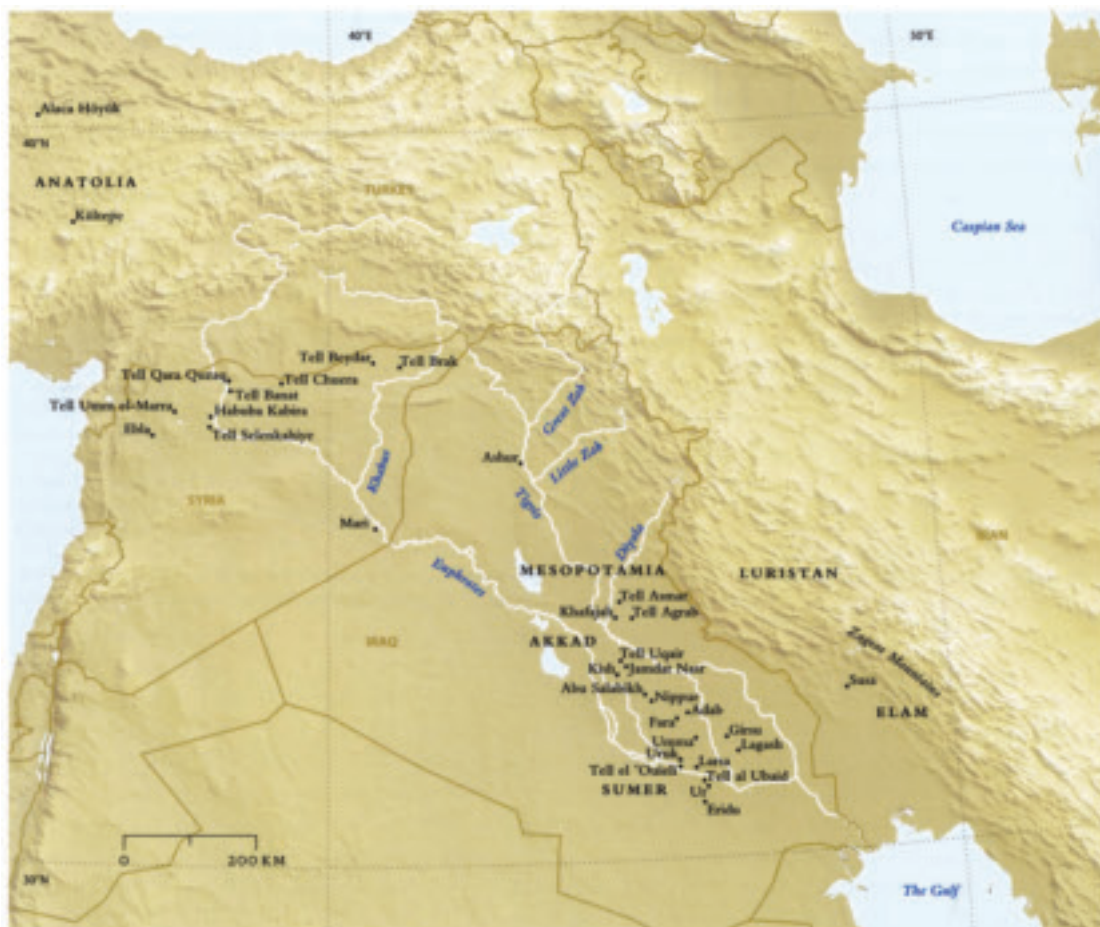 40°E
50°E
Alaca Höyük
40°N
ANATOLIA
TURKEY
Kültepe
Caspian Sea
Tell Beydar
Tell Brak
Tell Qara Quzaq
Tell Chuera
Tell Banat
Tell Umm el-Marra
Habuba Kabira
Ebla
Tell Selenkahiye
Great Zab
Ashur
Little Zab
Khabur
SYRIA
Tigris
Mari
Diyala
IRAN
Euphrates
MESOPOTAMIA
LURISTAN
Tell Asmar
Khafajah
Tell Agrab
AKKAD
IRAQ
Zagros Mountains
Tell Uqair
Kish
Jamdat Nasr
Susa
Abu Salabikh
Nippur
Adab
ELAM
Fara
Girsu
Umma
Lagash
Uruk
Larsa
Tell el 'Oueili
Tell al Ubaid
SUMER
Ur
Eridu
0
200 KM
30°N
The Gulf